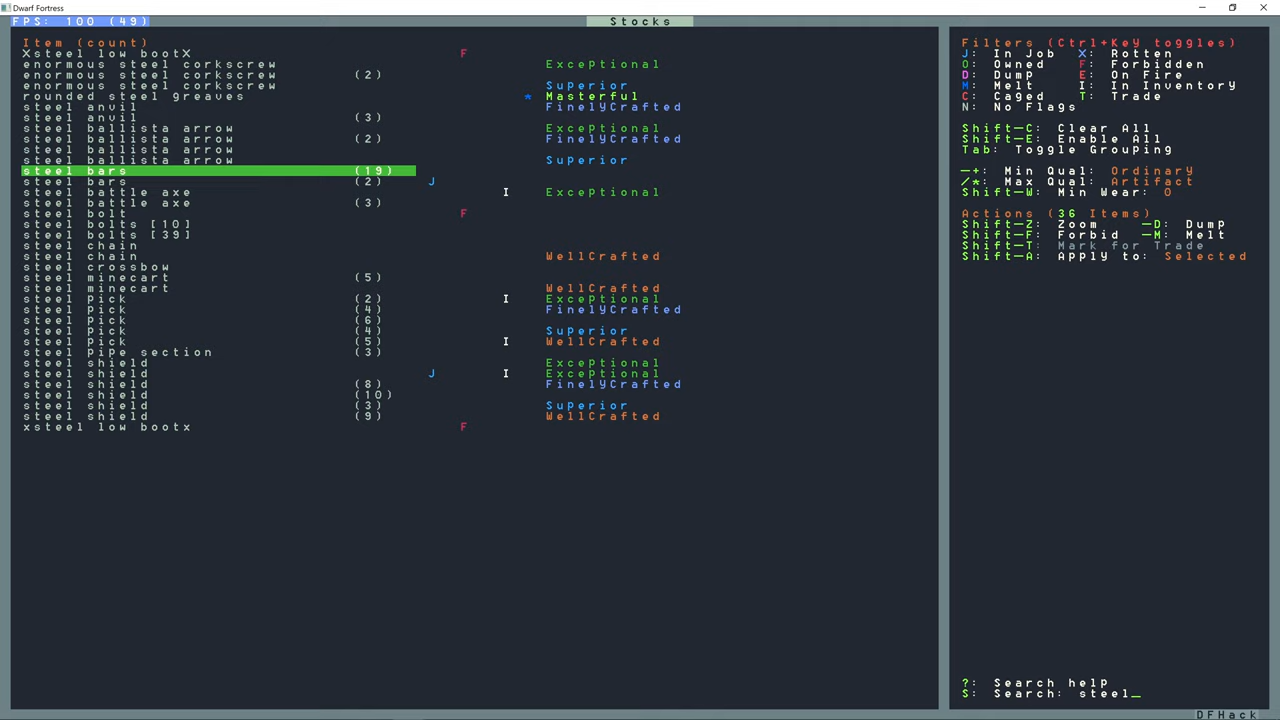 Dwarf Fortress
FPS: 100 (49) Stocks
Item (count)
Xsteel low bootX F
enormous steel corkscrew Exceptional
enormous steel corkscrew (2)
enormous steel corkscrew Superior
rounded steel greaves * Masterful
steel anvil FinelyCrafted
steel anvil (3)
steel ballista arrow Exceptional
steel ballista arrow (2) FinelyCrafted
steel ballista arrow
steel ballista arrow Superior
steel bars (19)
steel bars (2) J
steel battle axe I Exceptional
steel battle axe (3)
steel bolt F
steel bolts [10]
steel bolts [39]
steel chain
steel chain WellCrafted
steel crossbow
steel minecart (5)
steel minecart WellCrafted
steel pick (2) I Exceptional
steel pick (4) FinelyCrafted
steel pick (6)
steel pick (4) Superior
steel pick (5) I WellCrafted
steel pipe section (3)
steel shield Exceptional
steel shield J I Exceptional
steel shield (8) FinelyCrafted
steel shield (10)
steel shield (3) Superior
steel shield (9) WellCrafted
xsteel low bootx F
Filters (Ctrl+Key toggles)
J: In Job X: Rotten
O: Owned F: Forbidden
D: Dump E: On Fire
M: Melt I: In Inventory
C: Caged T: Trade
N: No Flags
Shift-C: Clear All
Shift-E: Enable All
Tab: Toggle Grouping
-+: Min Qual: Ordinary
/*: Max Qual: Artifact
Shift-W: Min Wear: 0
Actions (36 Items)
Shift-Z: Zoom -D: Dump
Shift-F: Forbid -M: Melt
Shift-T: Mark for Trade
Shift-A: Apply to: Selected
?: Search help
S: Search: steel_
DFHack